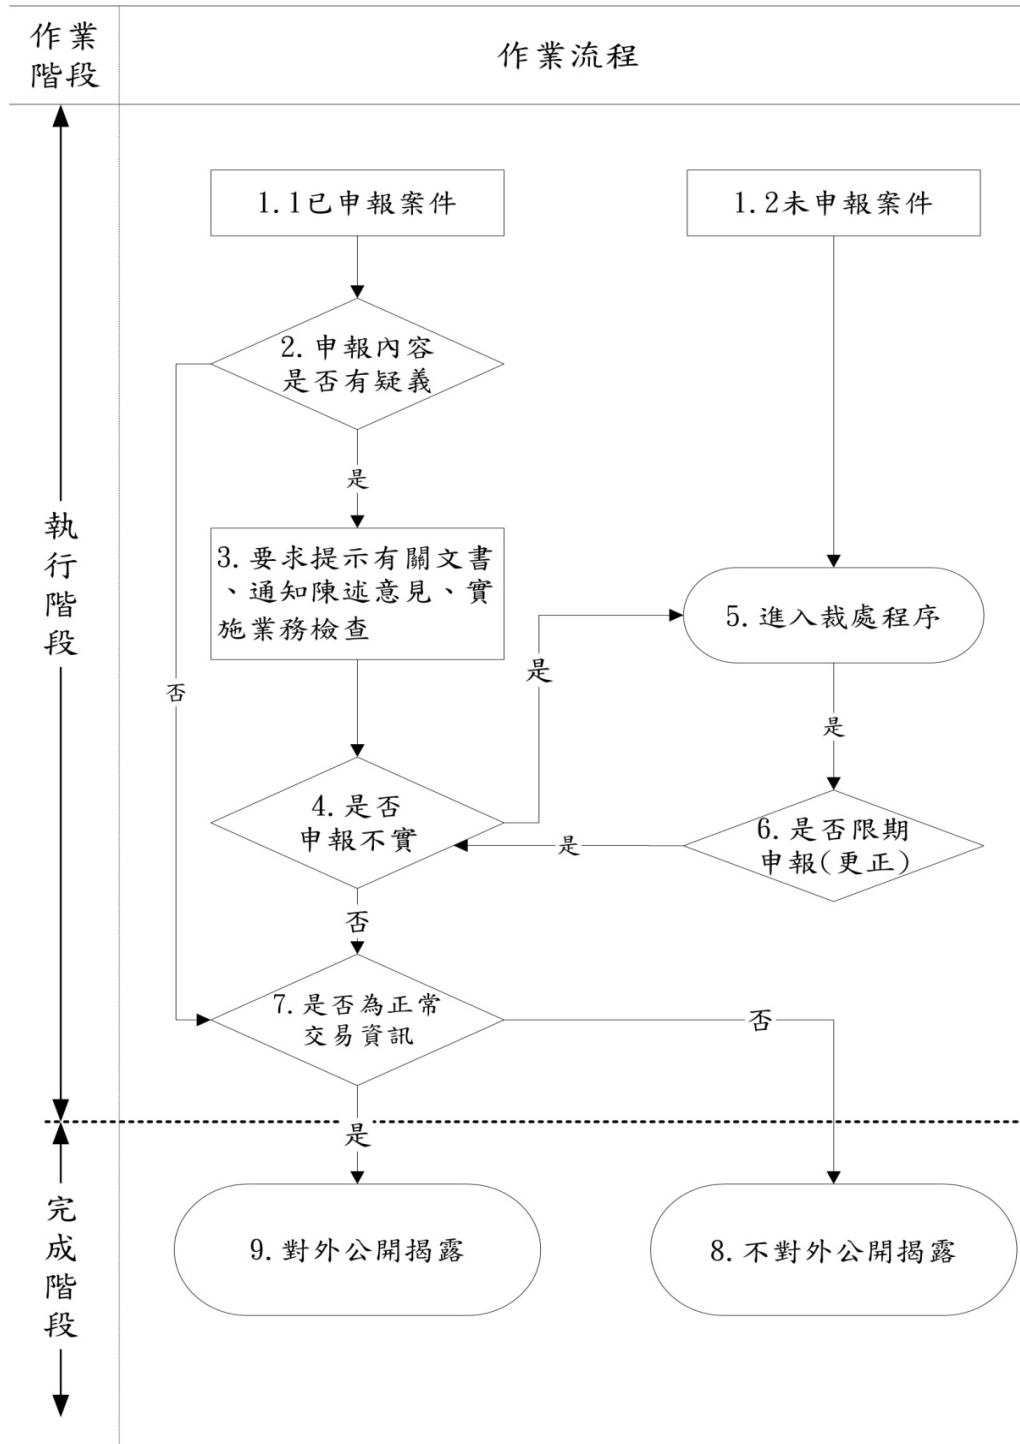 作業
階段
作業流程
1.1已申報案件
1.2未申報案件
2.申報內容
是否有疑義
是
3.要求提示有關文書
、通知陳述意見、實
施業務檢查
5.進入裁處程序
是
否
是
4.是否
申報不實
6.是否限期
申報(更正)
是
否
7.是否為正常
交易資訊
否
是
執
行
階
段
9.對外公開揭露
8.不對外公開揭露
完
成
階
段